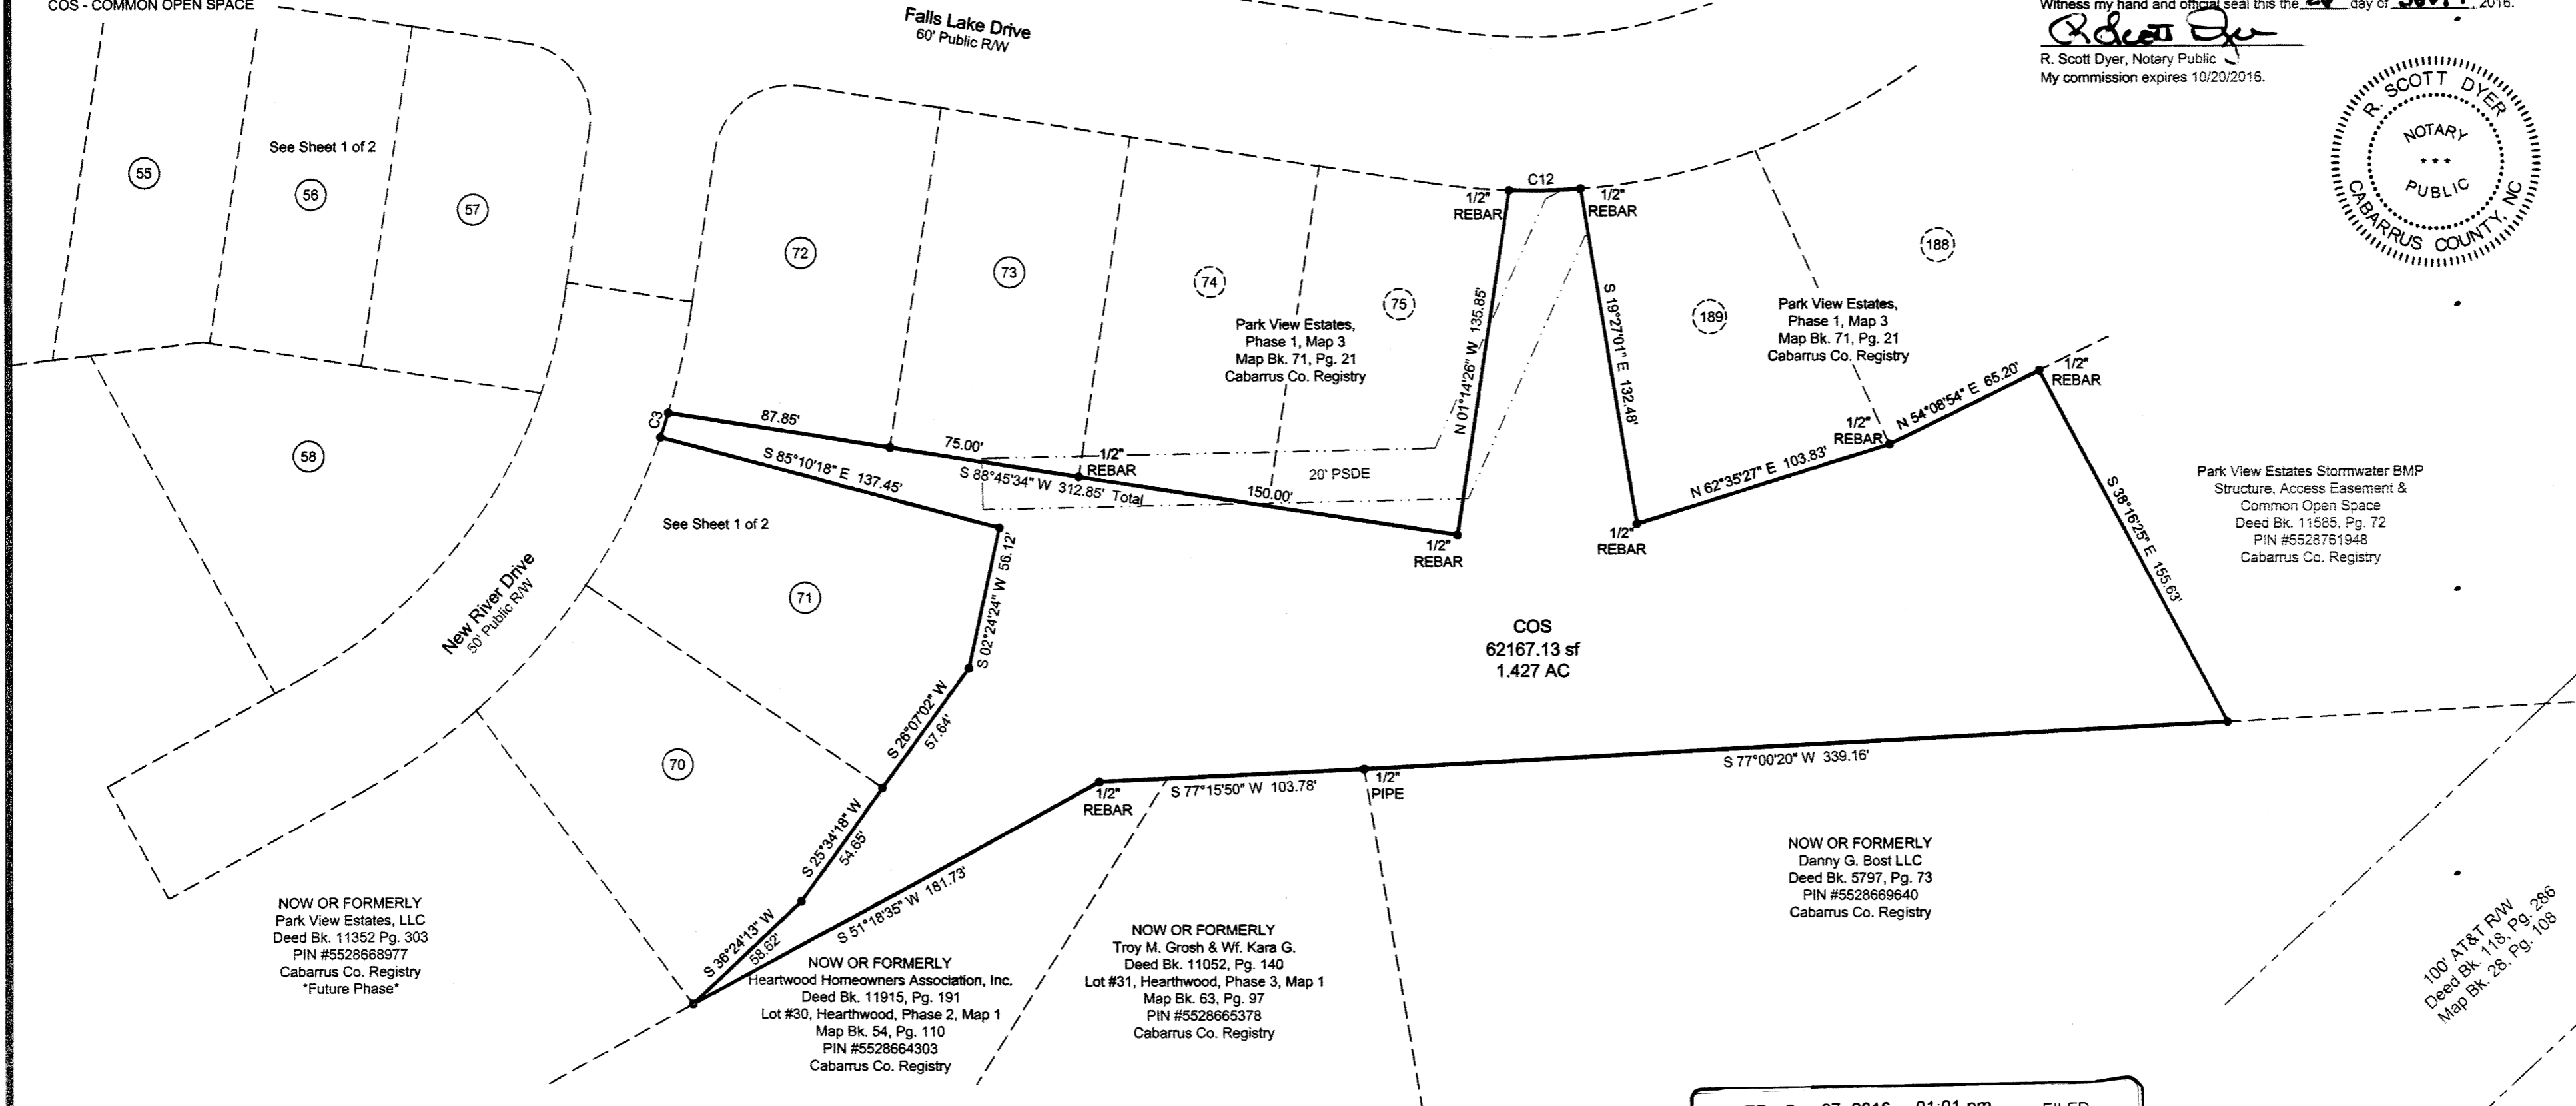 COS - COMMON OPEN SPACE
Falls Lake Drive
60' Public R/W
Witness my hand and official seal this the day of , 2016.
R. Scott Dyer, Notary Public
My commission expires 10/20/2016.
R. SCOTT DYER
NOTARY
***
PUBLIC
CABARRUS COUNTY, NC
See Sheet 1 of 2
55
56
57
58
72
73
74
75
189
188
C12
1/2"
REBAR
1/2"
REBAR
Park View Estates,
Phase 1, Map 3
Map Bk. 71, Pg. 21
Cabarrus Co. Registry
Park View Estates,
Phase 1, Map 3
Map Bk. 71, Pg. 21
Cabarrus Co. Registry
N 01°14'26" W 135.85'
S 19°27'01" E 132.48'
N 62°35'27" E 103.83'
1/2"
REBAR
N 54°08'54" E 65.20'
1/2"
REBAR
1/2"
REBAR
S 38°16'25" E 155.63'
Park View Estates Stormwater BMP
Structure, Access Easement &
Common Open Space
Deed Bk. 11585, Pg. 72
PIN #5528761948
Cabarrus Co. Registry
C3
87.85'
75.00'
1/2"
REBAR
S 88°45'34" W 312.85' Total
150.00'
20' PSDE
1/2"
REBAR
S 85°10'18" E 137.45'
See Sheet 1 of 2
New River Drive
50' Public R/W
71
70
S 02°24'24" W 56.12'
S 26°07'02" W
57.64'
S 25°34'18" W
54.65'
S 36°24'13" W
58.62'
S 51°18'35" W 181.73'
COS
62167.13 sf
1.427 AC
1/2"
REBAR
S 77°15'50" W 103.78'
1/2"
PIPE
S 77°00'20" W 339.16'
NOW OR FORMERLY
Park View Estates, LLC
Deed Bk. 11352 Pg. 303
PIN #5528668977
Cabarrus Co. Registry
*Future Phase*
NOW OR FORMERLY
Heartwood Homeowners Association, Inc.
Deed Bk. 11915, Pg. 191
Lot #30, Hearthwood, Phase 2, Map 1
Map Bk. 54, Pg. 110
PIN #5528664303
Cabarrus Co. Registry
NOW OR FORMERLY
Troy M. Grosh & Wf. Kara G.
Deed Bk. 11052, Pg. 140
Lot #31, Hearthwood, Phase 3, Map 1
Map Bk. 63, Pg. 97
PIN #5528665378
Cabarrus Co. Registry
NOW OR FORMERLY
Danny G. Bost LLC
Deed Bk. 5797, Pg. 73
PIN #5528669640
Cabarrus Co. Registry
100' AT&T R/W
Deed Bk. 118, Pg. 286
Map Bk. 28, Pg. 108